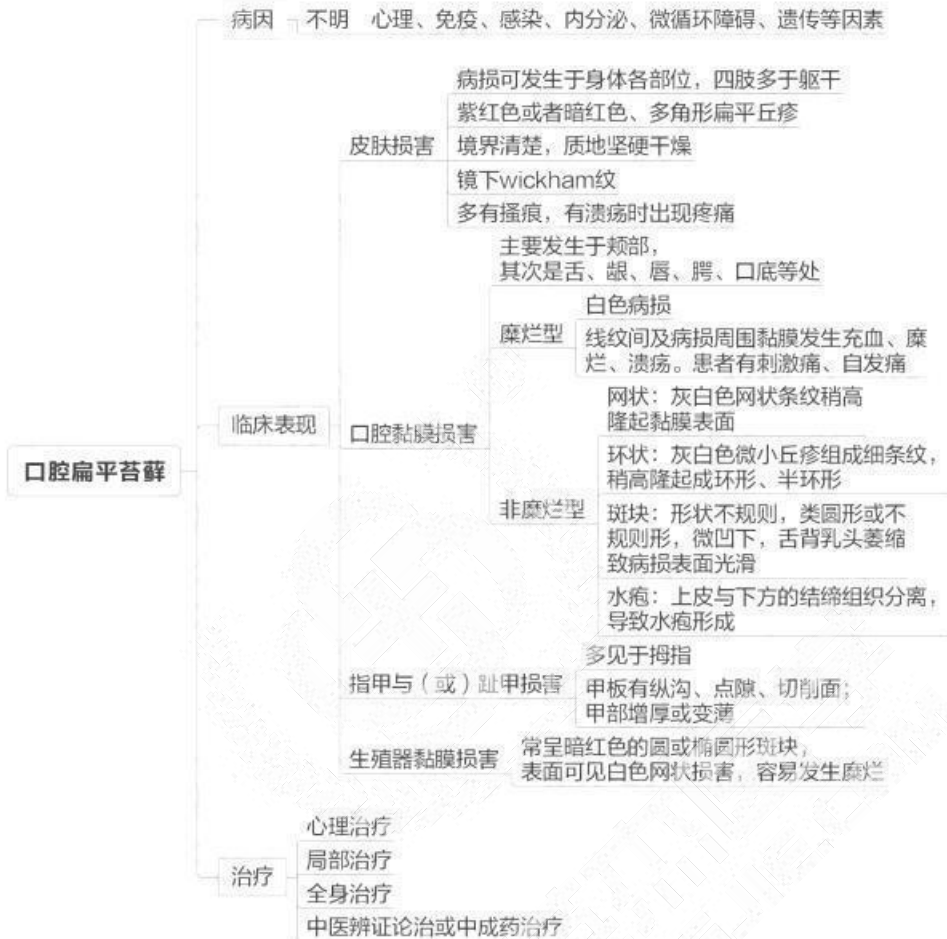 病因
不明
心理、免疫、感染、内分泌、微循环障碍、遗传等因素
口腔扁平苔藓
临床表现
皮肤损害
病损可发生于身体各部位，四肢多于躯干
紫红色或者暗红色、多角形扁平丘疹
境界清楚，质地坚硬干燥
镜下wickham纹
多有搔痕，有溃疡时出现疼痛
口腔黏膜损害
主要发生于颊部，
其次是舌、龈、唇、腭、口底等处
糜烂型
白色病损
线纹间及病损周围黏膜发生充血、糜
烂、溃疡。患者有刺激痛、自发痛
非糜烂型
网状：灰白色网状条纹稍高
隆起黏膜表面
环状：灰白色微小丘疹组成细条纹，
稍高隆起成环形、半环形
斑块：形状不规则，类圆形或不
规则形，微凹下，舌背乳头萎缩
致病损表面光滑
水疱：上皮与下方的结缔组织分离，
导致水疱形成
指甲与（或）趾甲损害
多见于拇指
甲板有纵沟、点隙、切削面；
甲部增厚或变薄
生殖器黏膜损害
常呈暗红色的圆或椭圆形斑块，
表面可见白色网状损害，容易发生糜烂
治疗
心理治疗
局部治疗
全身治疗
中医辨证论治或中成药治疗